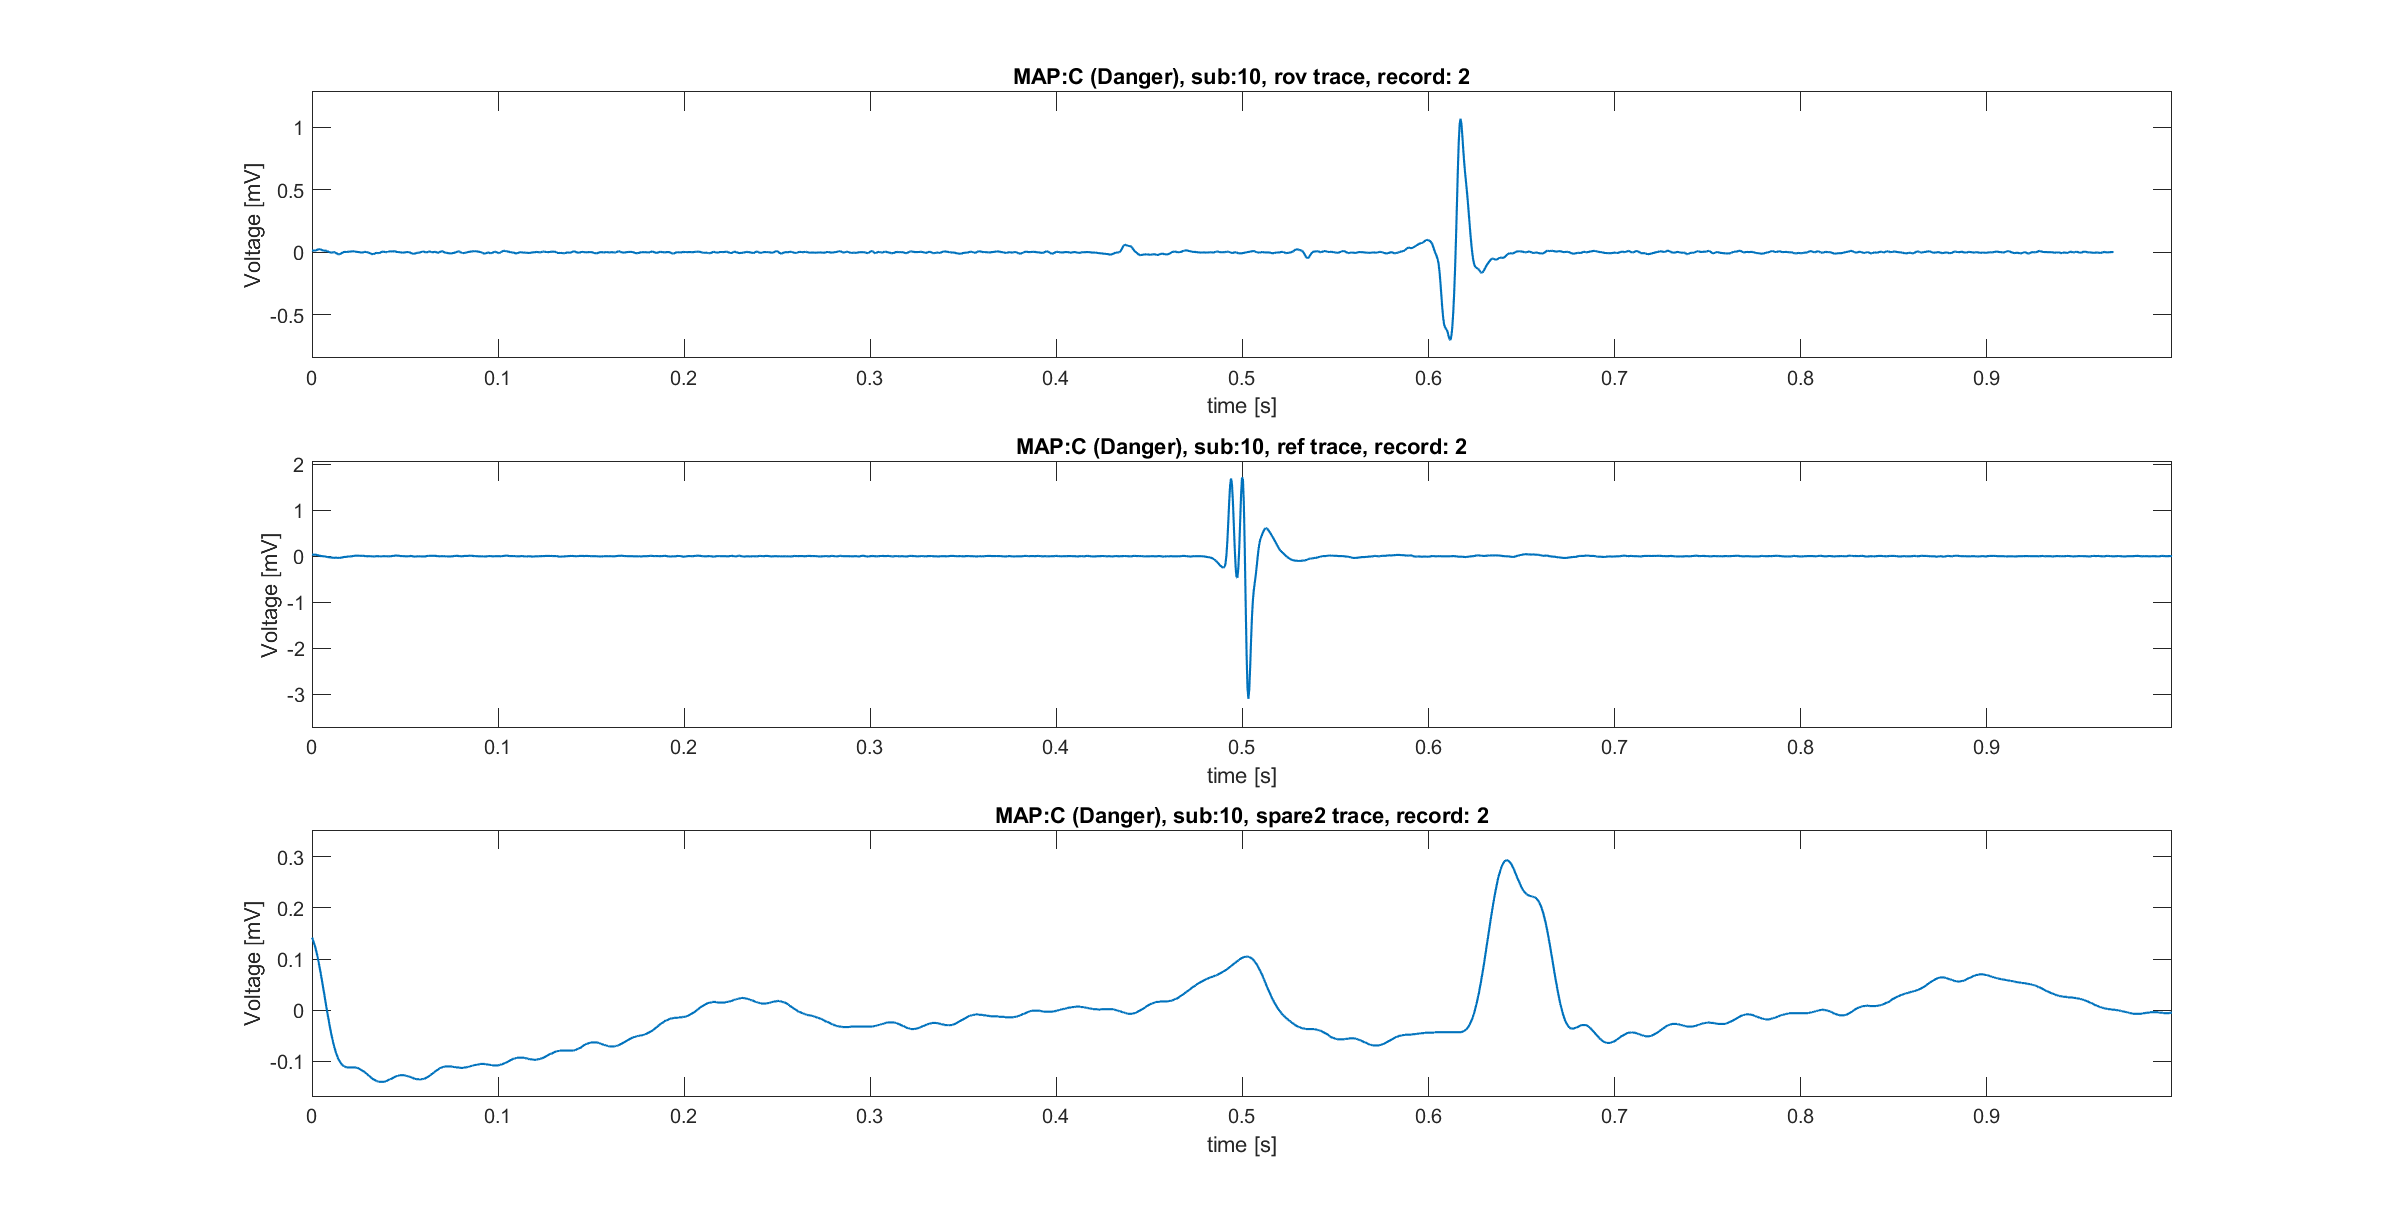 MAP:C (Danger), sub:10, rov trace, record: 2
Voltage [mV]
1
0.5
0
-0.5
0 0.1 0.2 0.3 0.4 0.5 0.6 0.7 0.8 0.9
time [s]
MAP:C (Danger), sub:10, ref trace, record: 2
Voltage [mV]
2
1
0
-1
-2
-3
0 0.1 0.2 0.3 0.4 0.5 0.6 0.7 0.8 0.9
time [s]
MAP:C (Danger), sub:10, spare2 trace, record: 2
Voltage [mV]
0.3
0.2
0.1
0
-0.1
0 0.1 0.2 0.3 0.4 0.5 0.6 0.7 0.8 0.9
time [s]